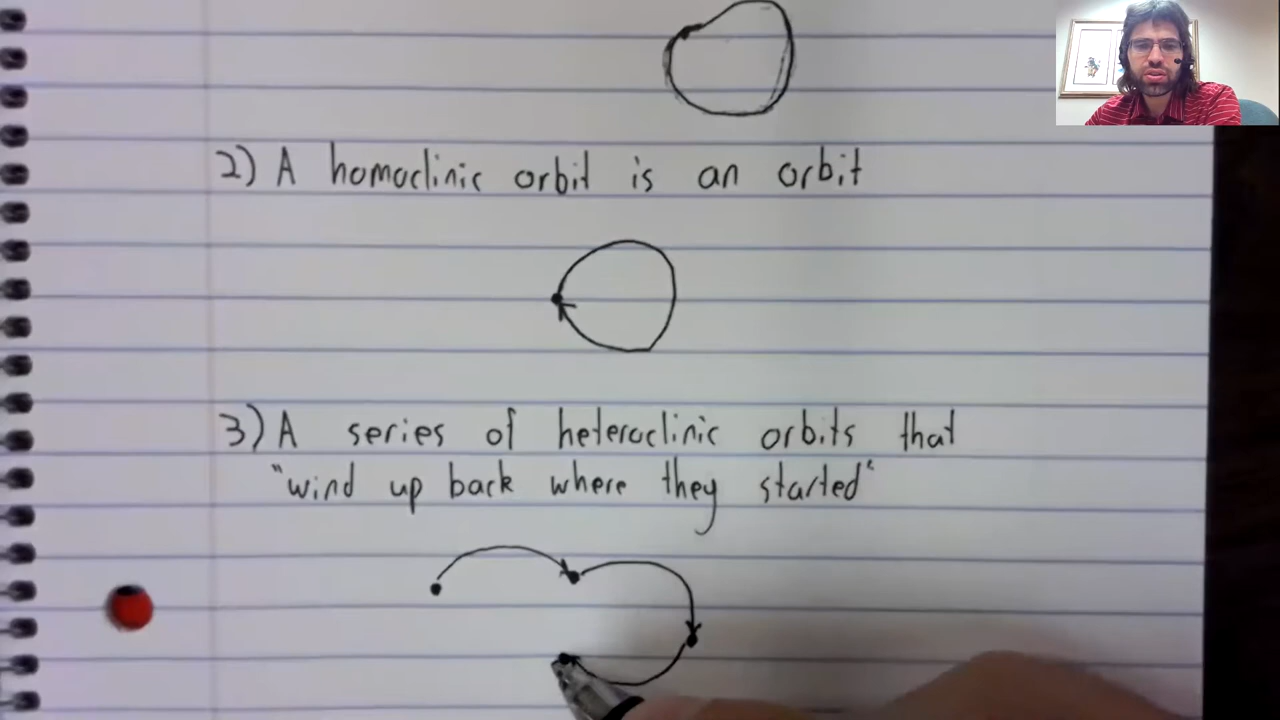 2) A homoclinic orbit is an orbit
3) A series of heteroclinic orbits that
"wind up back where they started"